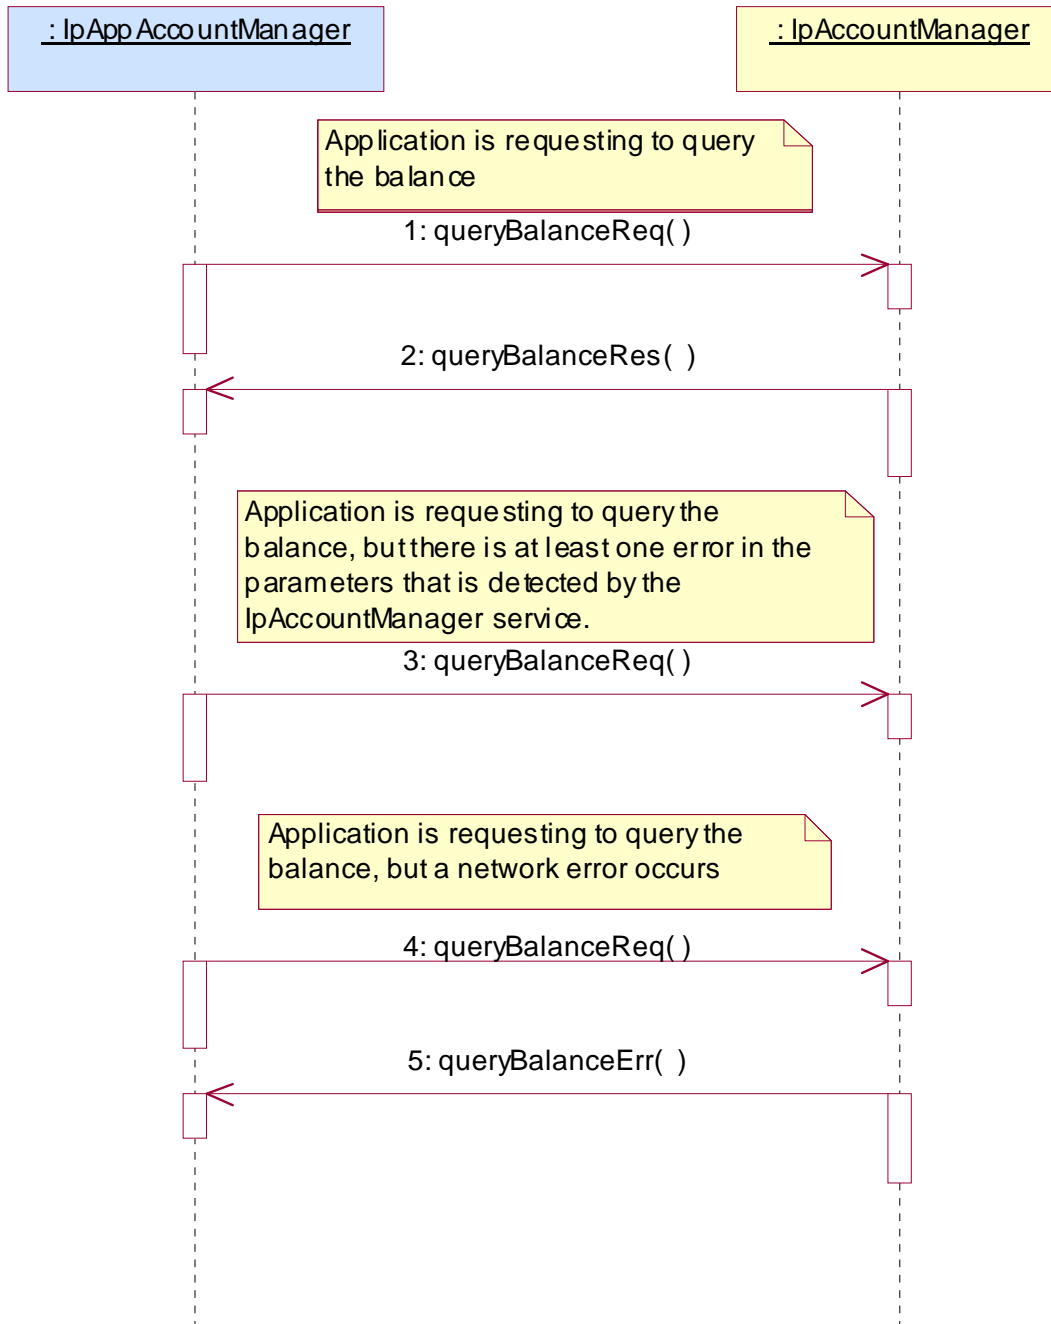 : IpAppAccountManager
: IpAccountManager
Application is requesting to query
the balance
1: queryBalanceReq( )
2: queryBalanceRes( )
Application is requesting to query the
balance, but there is at least one error in the
parameters that is detected by the
IpAccountManager service.
3: queryBalanceReq( )
Application is requesting to query the
balance, but a network error occurs
4: queryBalanceReq( )
5: queryBalanceErr( )